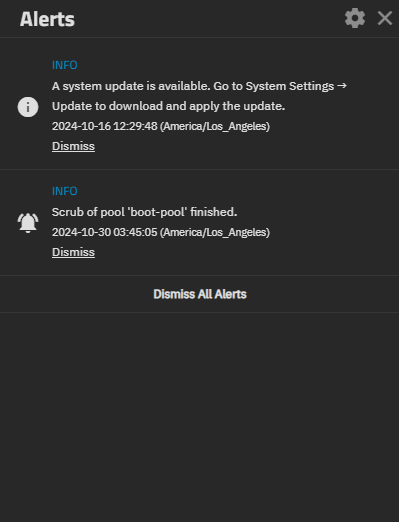 Alerts
INFO
A system update is available. Go to System Settings →
Update to download and apply the update.
2024-10-16 12:29:48 (America/Los_Angeles)
Dismiss
INFO
Scrub of pool 'boot-pool' finished.
2024-10-30 03:45:05 (America/Los_Angeles)
Dismiss
Dismiss All Alerts